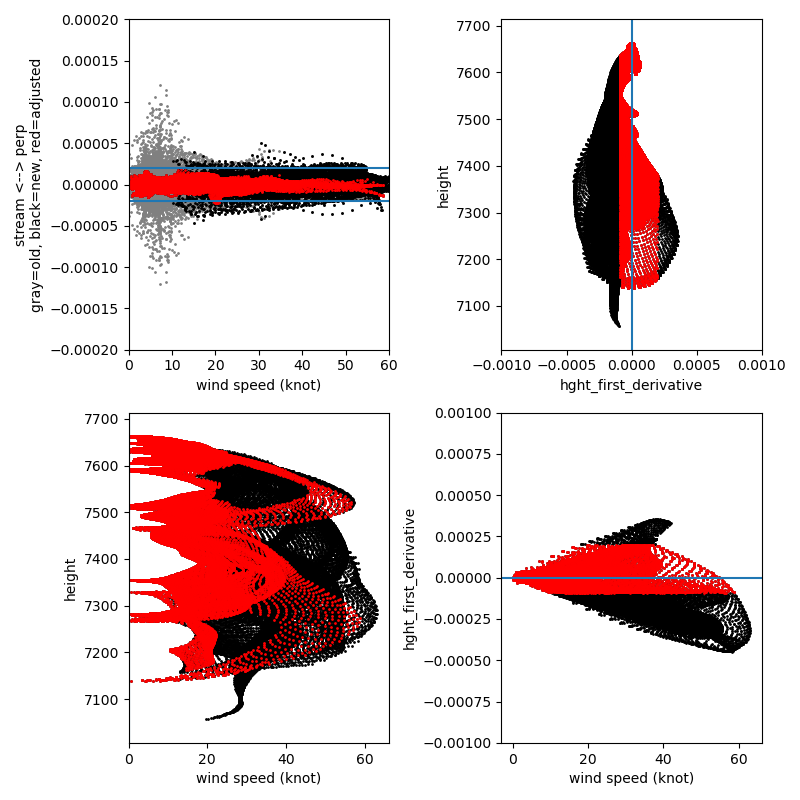 0.00020
0.00015
0.00010
0.00005
0.00000
−0.00005
−0.00010
−0.00015
−0.00020
stream <--> perp
gray=old, black=new, red=adjusted
0 10 20 30 40 50 60
wind speed (knot)
7700
7600
7500
7400
7300
7200
7100
height
−0.0010 −0.0005 0.0000 0.0005 0.0010
hght_first_derivative
7700
7600
7500
7400
7300
7200
7100
height
0 20 40 60
wind speed (knot)
0.00100
0.00075
0.00050
0.00025
0.00000
−0.00025
−0.00050
−0.00075
−0.00100
hght_first_derivative
0 20 40 60
wind speed (knot)